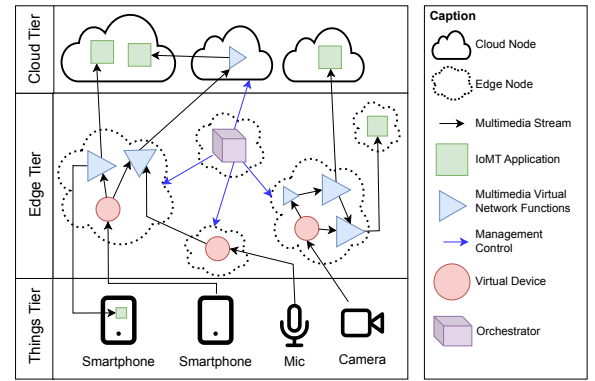 Cloud Tier
Edge Tier
Things Tier
Smartphone
Smartphone
Mic
Camera
Caption
Cloud Node
Edge Node
Multimedia Stream
IoMT Application
Multimedia Virtual
Network Functions
Management
Control
Virtual Device
Orchestrator